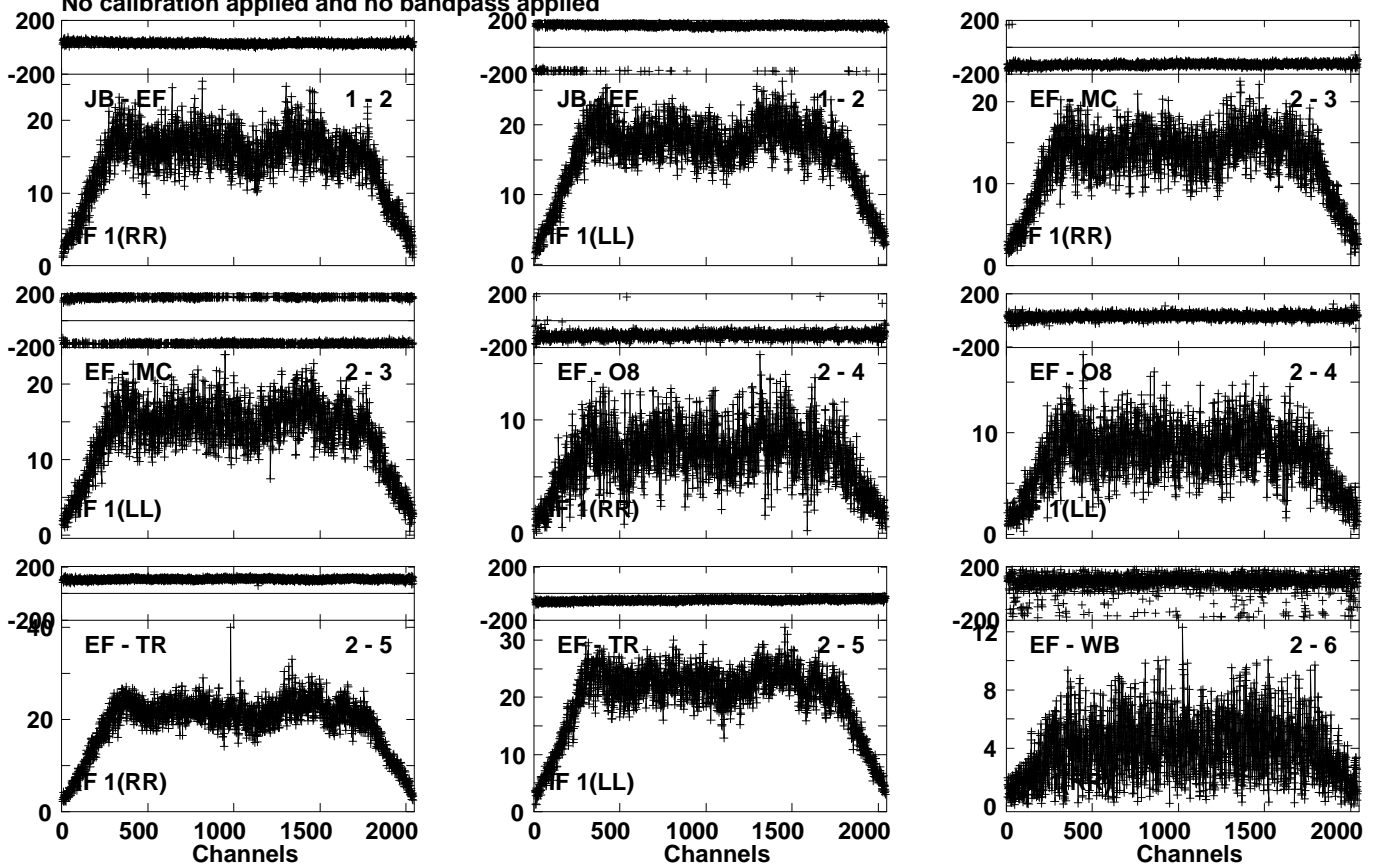 No calibration applied and no bandpass applied
200
-200
JB - EF 1 - 2
20
10
IF 1(RR)
0
200
-200
JB - EF 1 - 2
20
10
IF 1(LL)
0
200
-200
EF - MC 2 - 3
20
10
IF 1(RR)
0
200
-200
EF - MC 2 - 3
20
10
IF 1(LL)
0
200
-200
EF - O8 2 - 4
10
IF 1(RR)
0
200
-200
EF - O8 2 - 4
10
IF 1(LL)
0
200
-200
40
EF - TR 2 - 5
20
IF 1(RR)
0
0 500 1000 1500 2000
Channels
200
-200
30
EF - TR 2 - 5
20
10
IF 1(LL)
0
0 500 1000 1500 2000
Channels
200
-200
12
EF - WB 2 - 6
8
4
0
0 500 1000 1500 2000
Channels